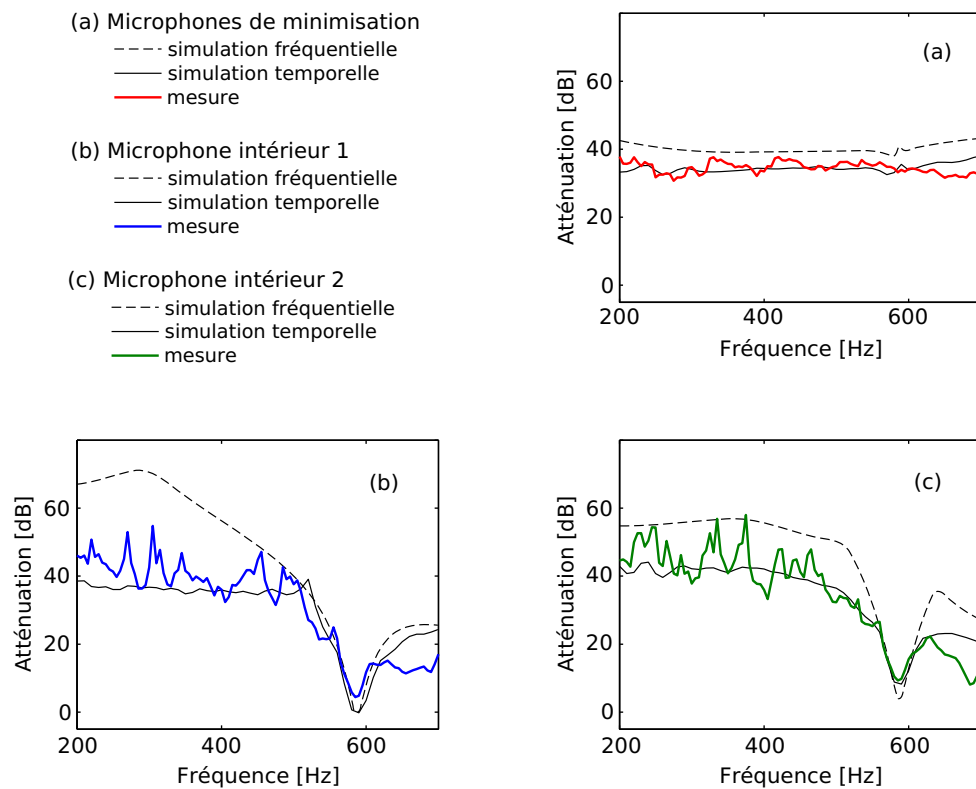 (a) Microphones de minimisation
simulation fréquentielle
simulation temporelle
mesure
(b) Microphone intérieur 1
simulation fréquentielle
simulation temporelle
mesure
(c) Microphone intérieur 2
simulation fréquentielle
simulation temporelle
mesure
(a)
Atténuation [dB]
60
40
20
0
200 400 600
Fréquence [Hz]
(b)
Atténuation [dB]
60
40
20
0
200 400 600
Fréquence [Hz]
(c)
Atténuation [dB]
60
40
20
0
200 400 600
Fréquence [Hz]